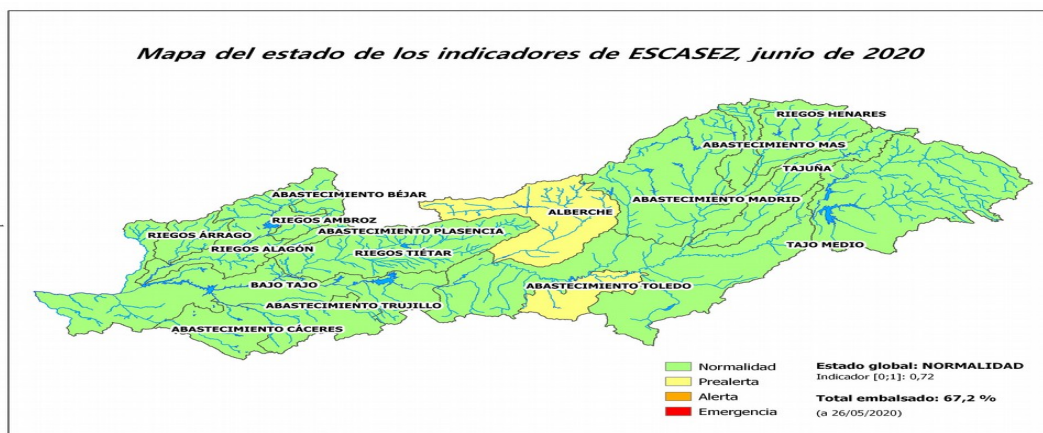 Mapa del estado de los indicadores de ESCASEZ, junio de 2020
RIEGOS HENARES
ABASTECIMIENTO MAS
TAJUÑA
ABASTECIMIENTO BÉJAR
ABASTECIMIENTO MADRID
ALBERCHE
RIEGOS AMBROZ
ABASTECIMIENTO PLASENCIA
RIEGOS ÁRRAGO
TAJO MEDIO
RIEGOS ALAGÓN
RIEGOS TIÉTAR
BAJO TAJO
ABASTECIMIENTO TOLEDO
ABASTECIMIENTO TRUJILLO
ABASTECIMIENTO CÁCERES
Normalidad
Prealerta
Alerta
Emergencia
Estado global: NORMALIDAD
Indicador [0;1]: 0,72
Total embalsado: 67,2 %
(a 26/05/2020)